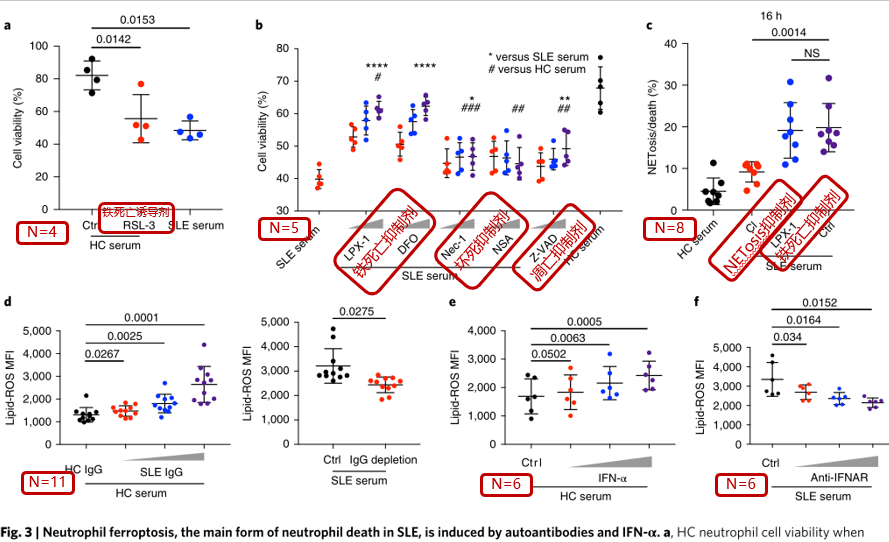 a
0.0153
0.0142
Cell viability (%)
100
80
60
40
20
0
铁死亡诱导剂
Ctrl
RSL-3
SLE serum
HC serum
N=4
b
Cell viability (%)
80
70
60
50
40
30
* versus SLE serum
# versus HC serum
****
#
****
*
###
##
**
##
N=5
SLE serum
LPX-1
DFO
铁死亡抑制剂
Nec-1
NSA
坏死抑制剂
Z-VAD
凋亡抑制剂
HC serum
SLE serum
c
16 h
0.0014
NS
NETosis/death (%)
40
30
20
10
0
N=8
HC serum
Cl
NETosis抑制剂
LPX-1
铁死亡抑制剂
Ctrl
SLE serum
d
0.0001
0.0025
0.0267
Lipid-ROS MFI
5,000
4,000
3,000
2,000
1,000
0
HC IgG
SLE IgG
HC serum
N=11
0.0275
Lipid-ROS MFI
5,000
4,000
3,000
2,000
1,000
0
Ctrl
IgG depletion
SLE serum
e
0.0005
0.0063
0.0502
Lipid-ROS MFI
4,000
3,000
2,000
1,000
0
Ctrl
IFN-α
HC serum
N=6
f
0.0152
0.0164
0.034
Lipid-ROS MFI
5,000
4,000
3,000
2,000
1,000
0
Ctrl
Anti-IFNAR
SLE serum
N=6
Fig. 3 | Neutrophil ferroptosis, the main form of neutrophil death in SLE, is induced by autoantibodies and IFN-α. a, HC neutrophil cell viability when